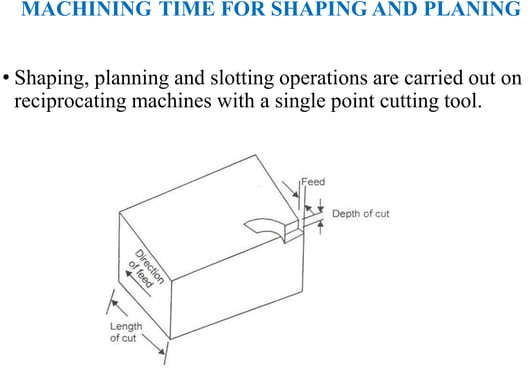 MACHINING TIME FOR SHAPING AND PLANING
• Shaping, planning and slotting operations are carried out on
reciprocating machines with a single point cutting tool.
Feed
Depth of cut
Direction
of feed
Length
of cut